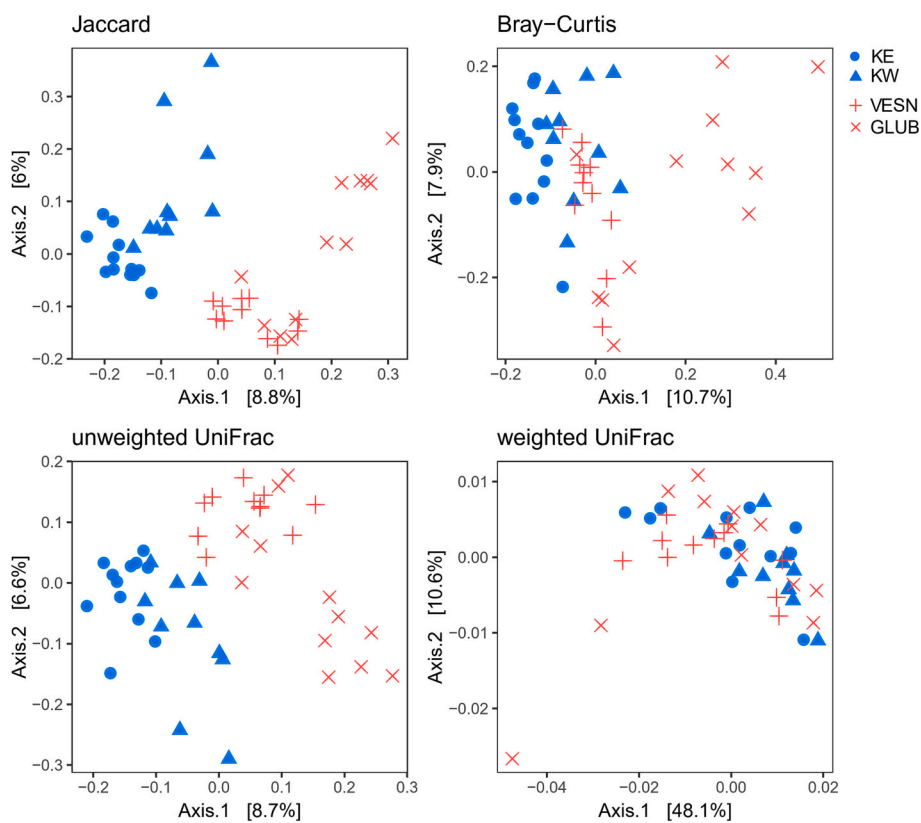 Jaccard
Axis.2 [6%]
0.3
0.2
0.1
0.0
−0.1
−0.2
−0.2 −0.1 0.0 0.1 0.2 0.3
Axis.1 [8.8%]
Bray−Curtis
Axis.2 [7.9%]
0.2
0.0
−0.2
−0.2 0.0 0.2 0.4
Axis.1 [10.7%]
KE
KW
VESN
GLUB
unweighted UniFrac
Axis.2 [6.6%]
0.2
0.1
0.0
−0.1
−0.2
−0.3
−0.2 −0.1 0.0 0.1 0.2 0.3
Axis.1 [8.7%]
weighted UniFrac
Axis.2 [10.6%]
0.01
0.00
−0.01
−0.02
−0.04 −0.02 0.00 0.02
Axis.1 [48.1%]